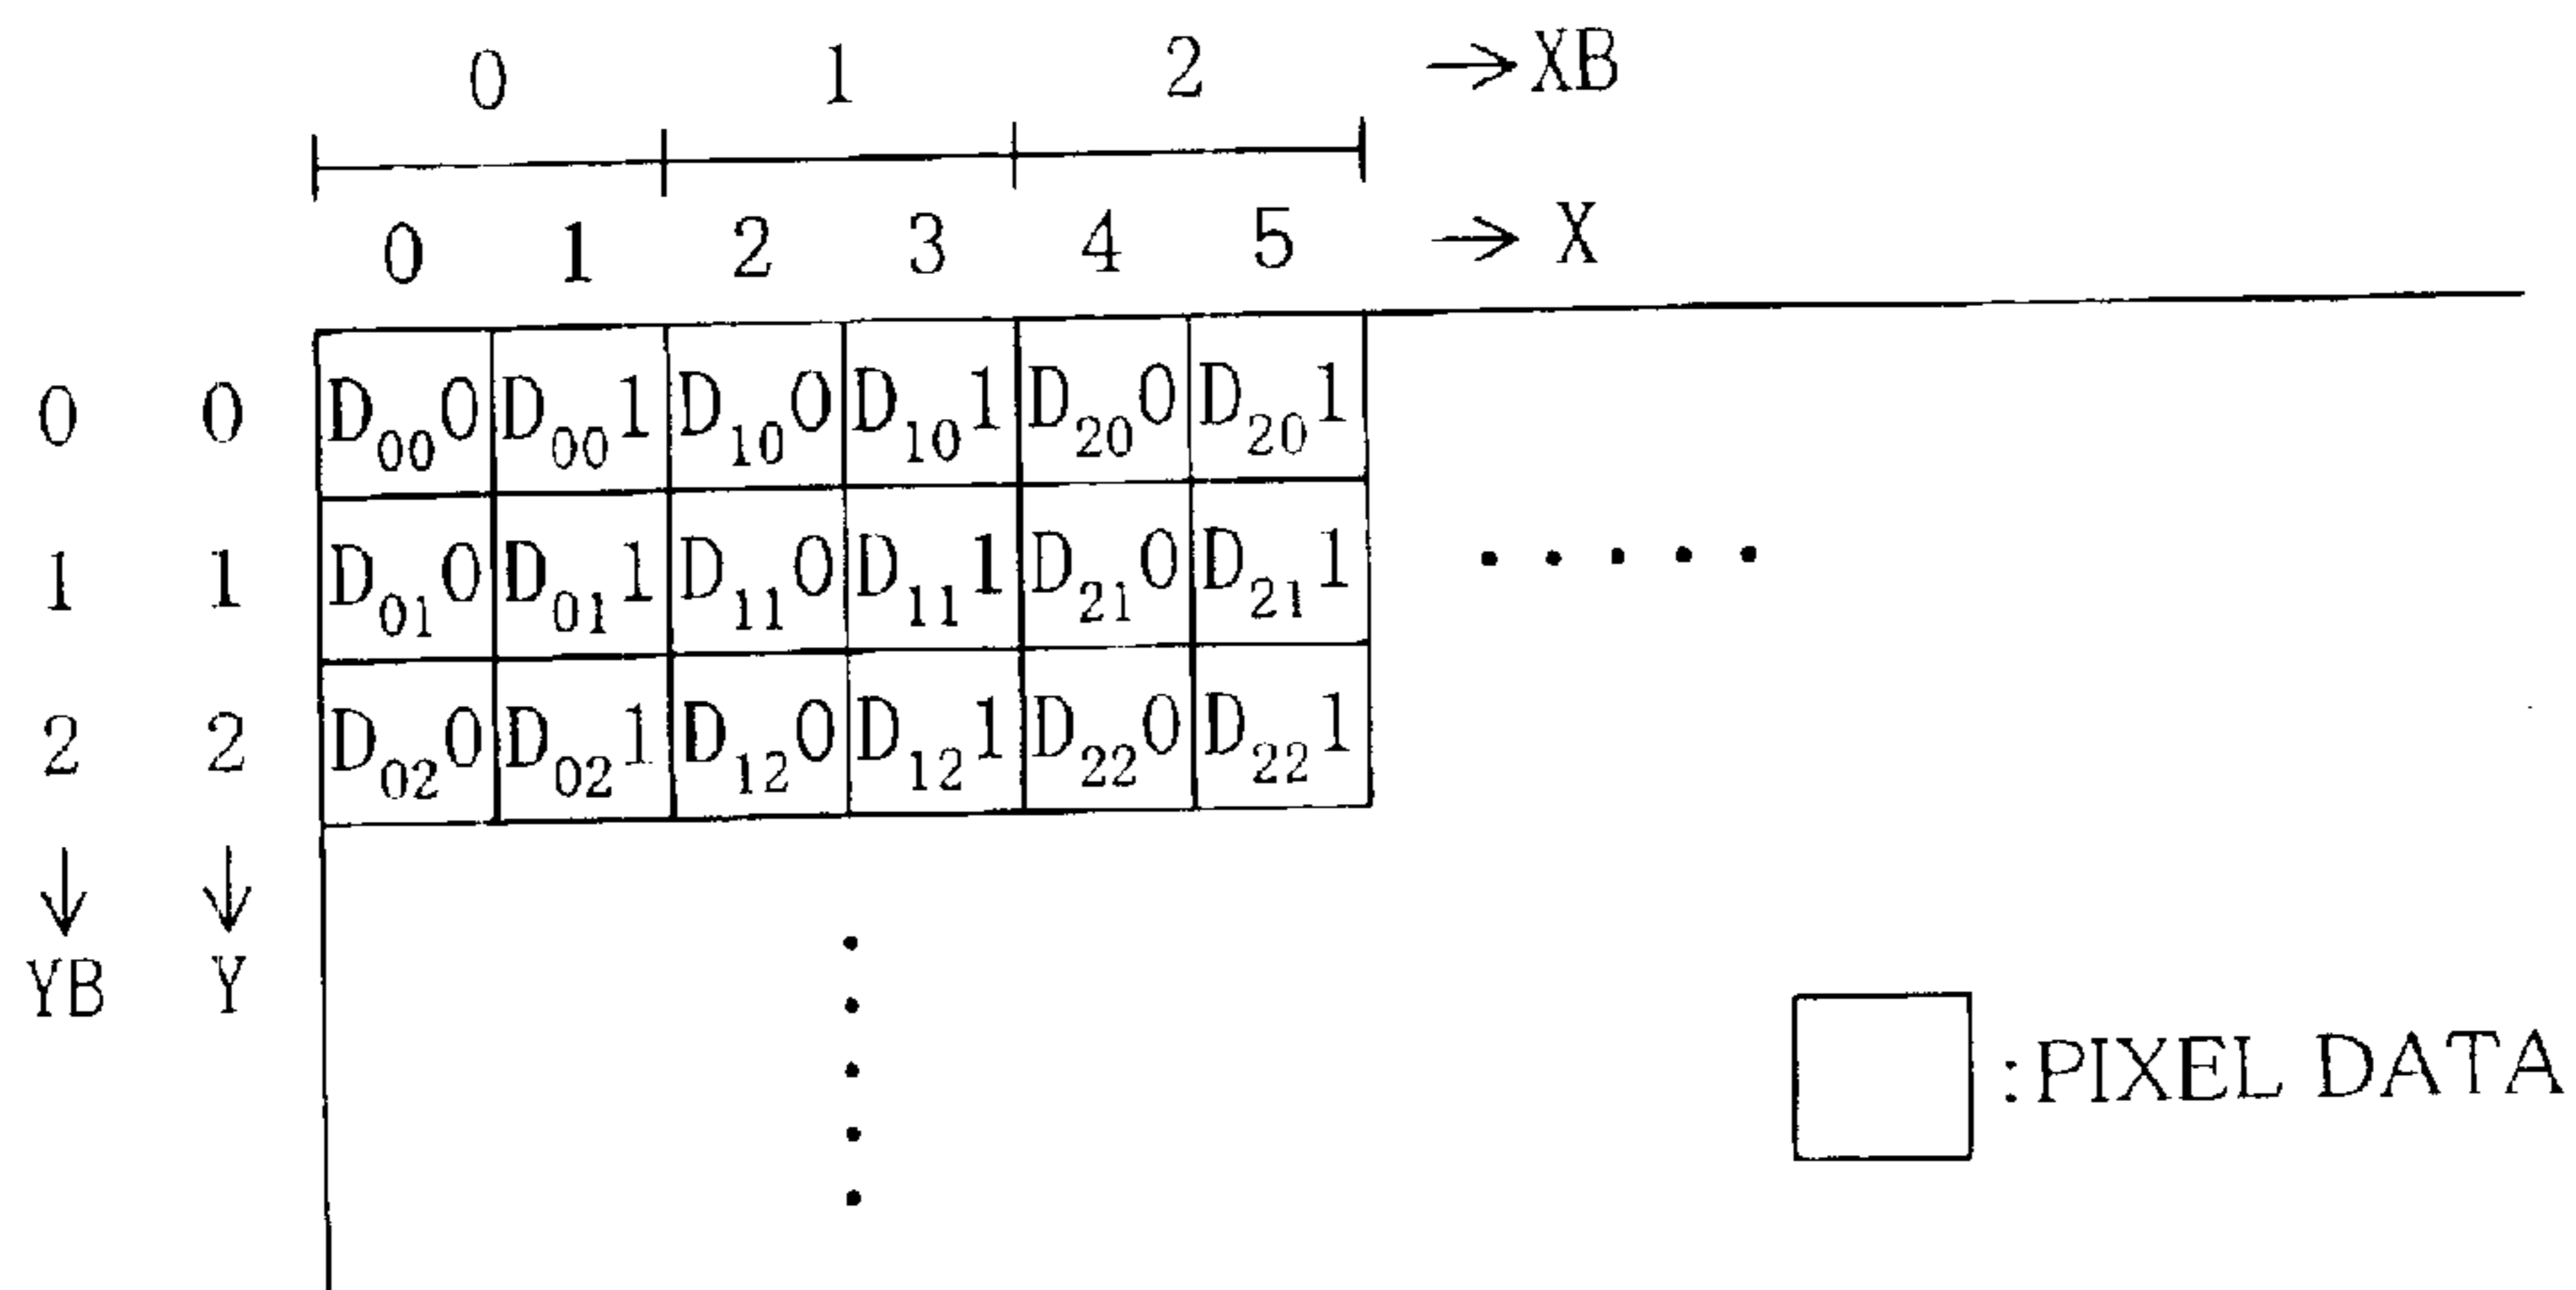 0 1 2 →XB
0 1 2 3 4 5 → X
0 0 D₀₀0 D₀₀1 D₁₀0 D₁₀1 D₂₀0 D₂₀1
1 1 D₀₁0 D₀₁1 D₁₁0 D₁₁1 D₂₁0 D₂₁1 ・・・・・
2 2 D₀₂0 D₀₂1 D₁₂0 D₁₂1 D₂₂0 D₂₂1
↓ ↓
YB Y
:PIXEL DATA